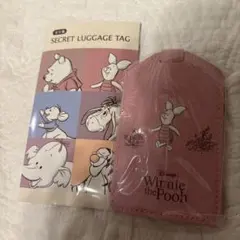 SECRET LUGGAGE TAG
Disney
Winnie
the Pooh